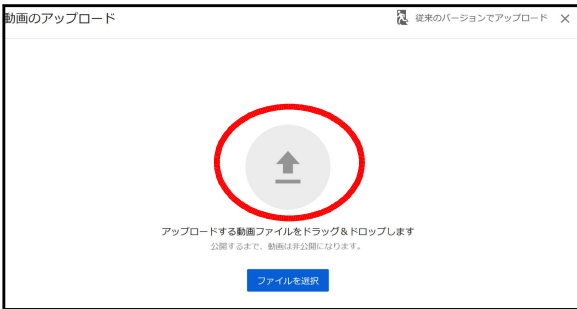 動画のアップロード
従来のバージョンでアップロード
アップロードする動画ファイルをドラッグ＆ドロップします
公開するまで、動画は非公開になります。
ファイルを選択